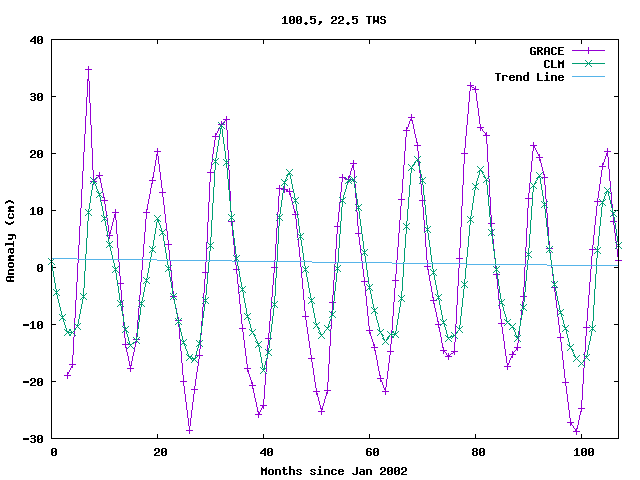 100.5, 22.5 TWS
GRACE
CLM
Trend Line
40
30
20
10
0
-10
-20
-30
Anomaly (cm)
0 20 40 60 80 100
Months since Jan 2002